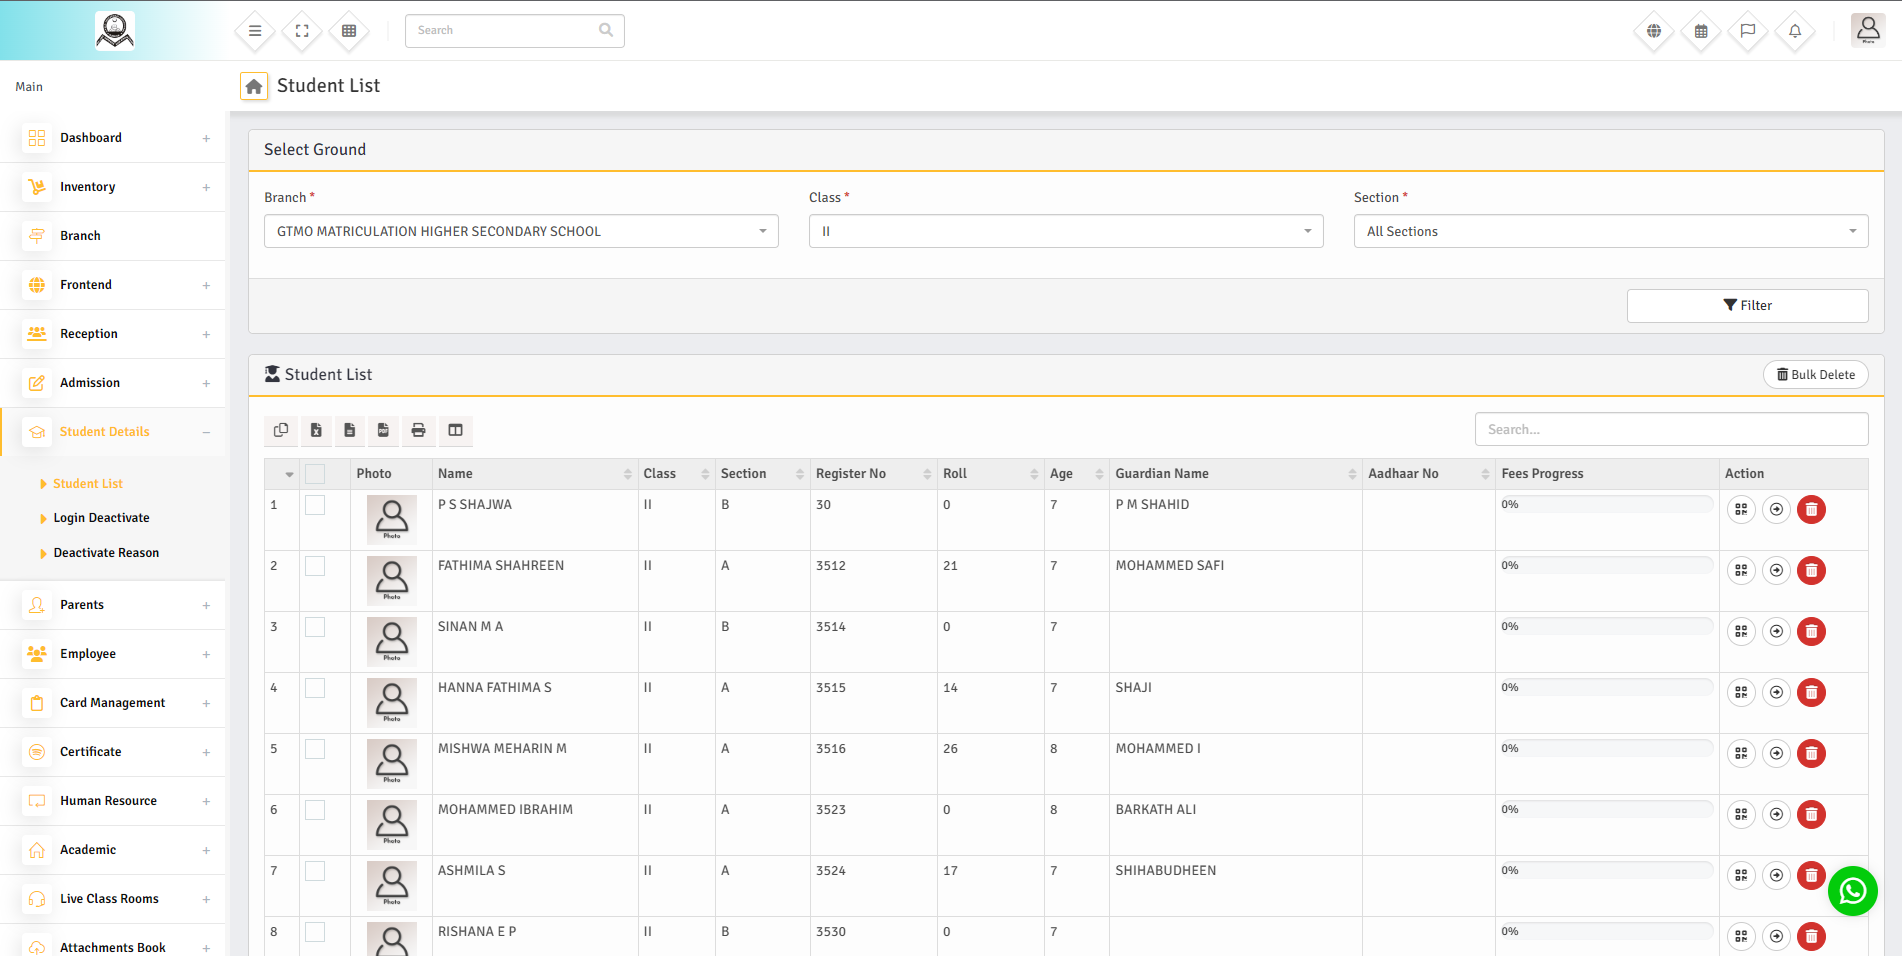 Search
Main
Student List
Dashboard
Inventory
Branch
Frontend
Reception
Admission
Student Details
Student List
Login Deactivate
Deactivate Reason
Parents
Employee
Card Management
Certificate
Human Resource
Academic
Live Class Rooms
Attachments Book
Select Ground
Branch * Class * Section *
GTMO MATRICULATION HIGHER SECONDARY SCHOOL II All Sections
Filter
Student List Bulk Delete
Search...
Photo Name Class Section Register No Roll Age Guardian Name Aadhaar No Fees Progress Action
1 Photo P S SHAJWA II B 30 0 7 P M SHAHID 0%
2 Photo FATHIMA SHAHREEN II A 3512 21 7 MOHAMMED SAFI 0%
3 Photo SINAN M A II B 3514 0 7 0%
4 Photo HANNA FATHIMA S II A 3515 14 7 SHAJI 0%
5 Photo MISHWA MEHARIN M II A 3516 26 8 MOHAMMED I 0%
6 Photo MOHAMMED IBRAHIM II A 3523 0 8 BARKATH ALI 0%
7 Photo ASHMILA S II A 3524 17 7 SHIHABUDHEEN 0%
8 RISHANA E P II B 3530 0 7 0%